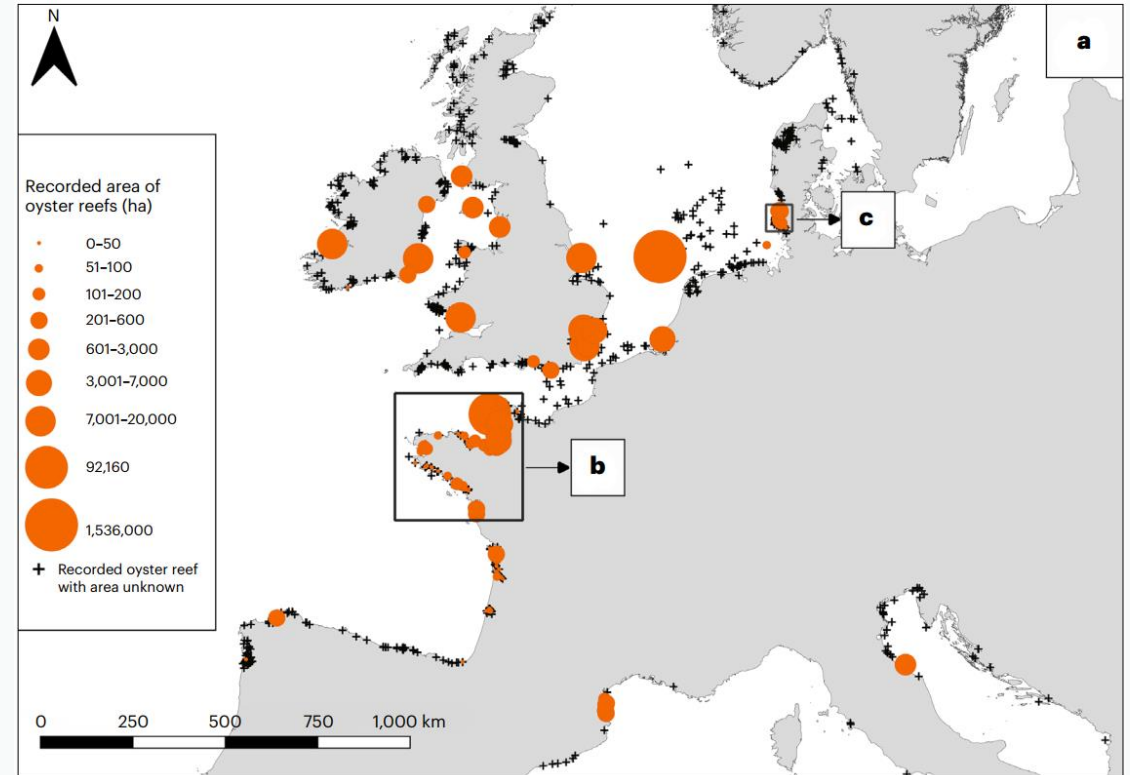 N
a
Recorded area of
oyster reefs (ha)
0–50
51–100
101–200
201–600
601–3,000
3,001–7,000
7,001–20,000
92,160
1,536,000
Recorded oyster reef
with area unknown
c
b
0 250 500 750 1,000 km